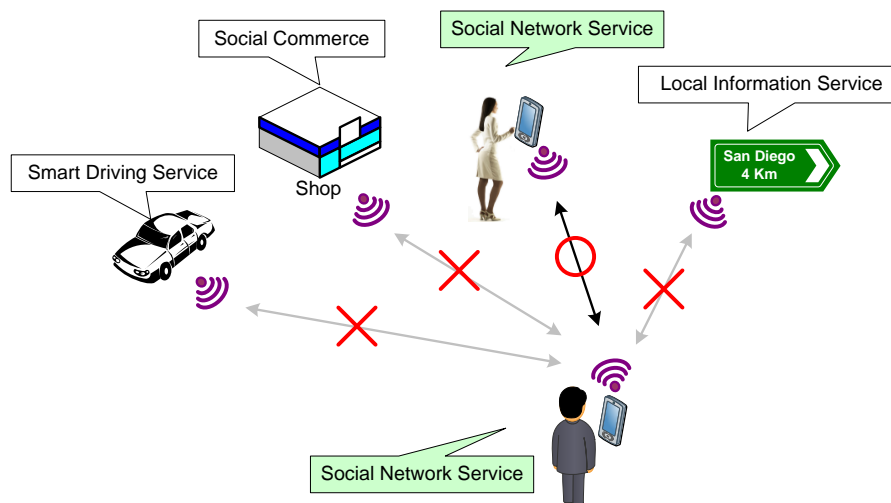 Social Commerce
Social Network Service
Local Information Service
San Diego
4 Km
Smart Driving Service
Shop
Social Network Service